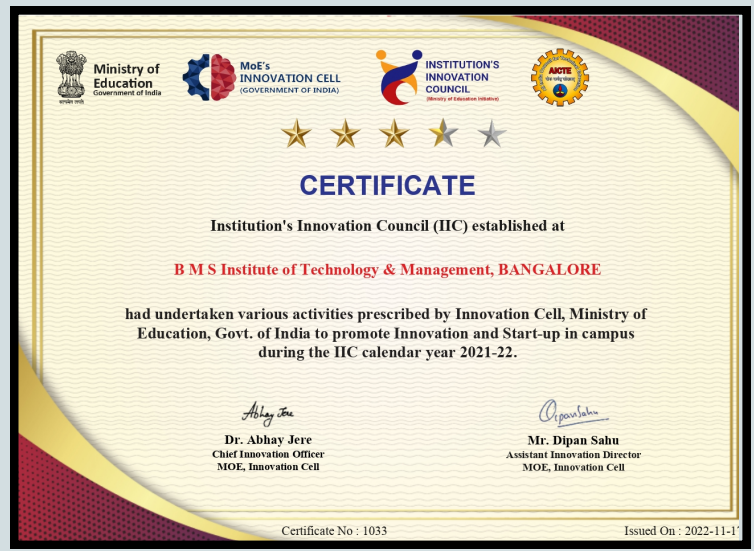 Ministry of
Education
Government of India
सत्यमेव जयते
MoE's
INNOVATION CELL
(GOVERNMENT OF INDIA)
INSTITUTION'S
INNOVATION
COUNCIL
(Ministry of Education Initiative)
AICTE
CERTIFICATE
Institution's Innovation Council (IIC) established at
B M S Institute of Technology & Management, BANGALORE
had undertaken various activities prescribed by Innovation Cell, Ministry of
Education, Govt. of India to promote Innovation and Start-up in campus
during the IIC calendar year 2021-22.
Abhay Jere
Dipan Sahu
Dr. Abhay Jere
Mr. Dipan Sahu
Chief Innovation Officer
Assistant Innovation Director
MOE, Innovation Cell
MOE, Innovation Cell
Certificate No : 1033
Issued On : 2022-11-1